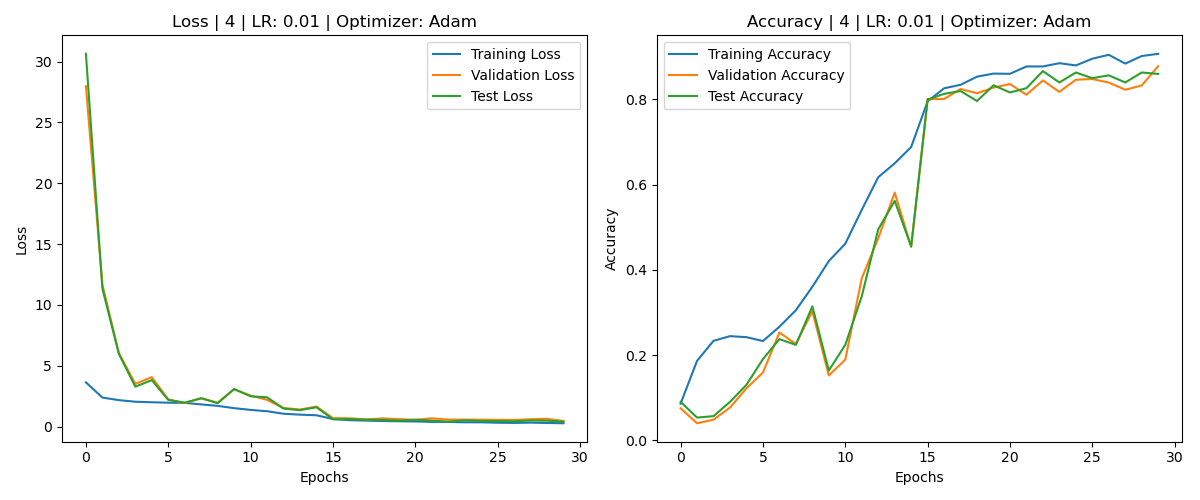 Loss | 4 | LR: 0.01 | Optimizer: Adam
Training Loss
Validation Loss
Test Loss
30
25
20
15
10
5
0
Loss
0 5 10 15 20 25 30
Epochs
Accuracy | 4 | LR: 0.01 | Optimizer: Adam
Training Accuracy
Validation Accuracy
Test Accuracy
0.8
0.6
0.4
0.2
0.0
Accuracy
0 5 10 15 20 25 30
Epochs